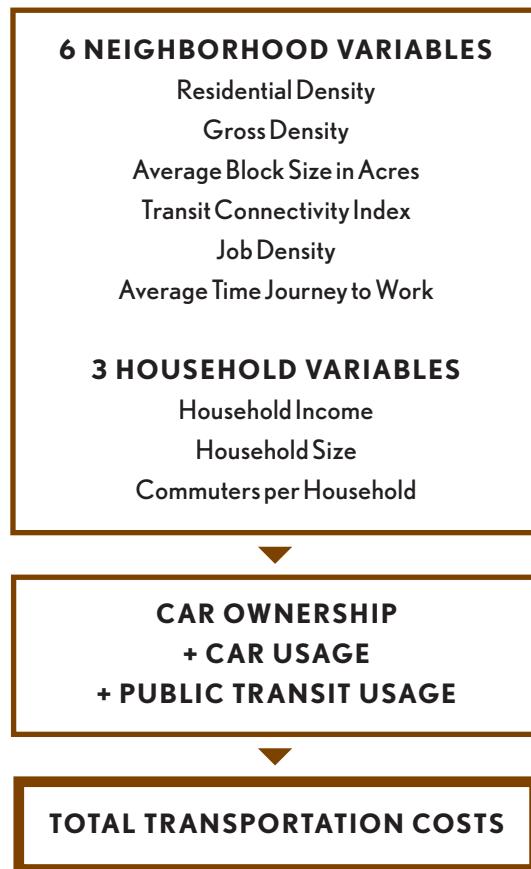 6 NEIGHBORHOOD VARIABLES
Residential Density
Gross Density
Average Block Size in Acres
Transit Connectivity Index
Job Density
Average Time Journey to Work
3 HOUSEHOLD VARIABLES
Household Income
Household Size
Commuters per Household
CAR OWNERSHIP
+ CAR USAGE
+ PUBLIC TRANSIT USAGE
TOTAL TRANSPORTATION COSTS